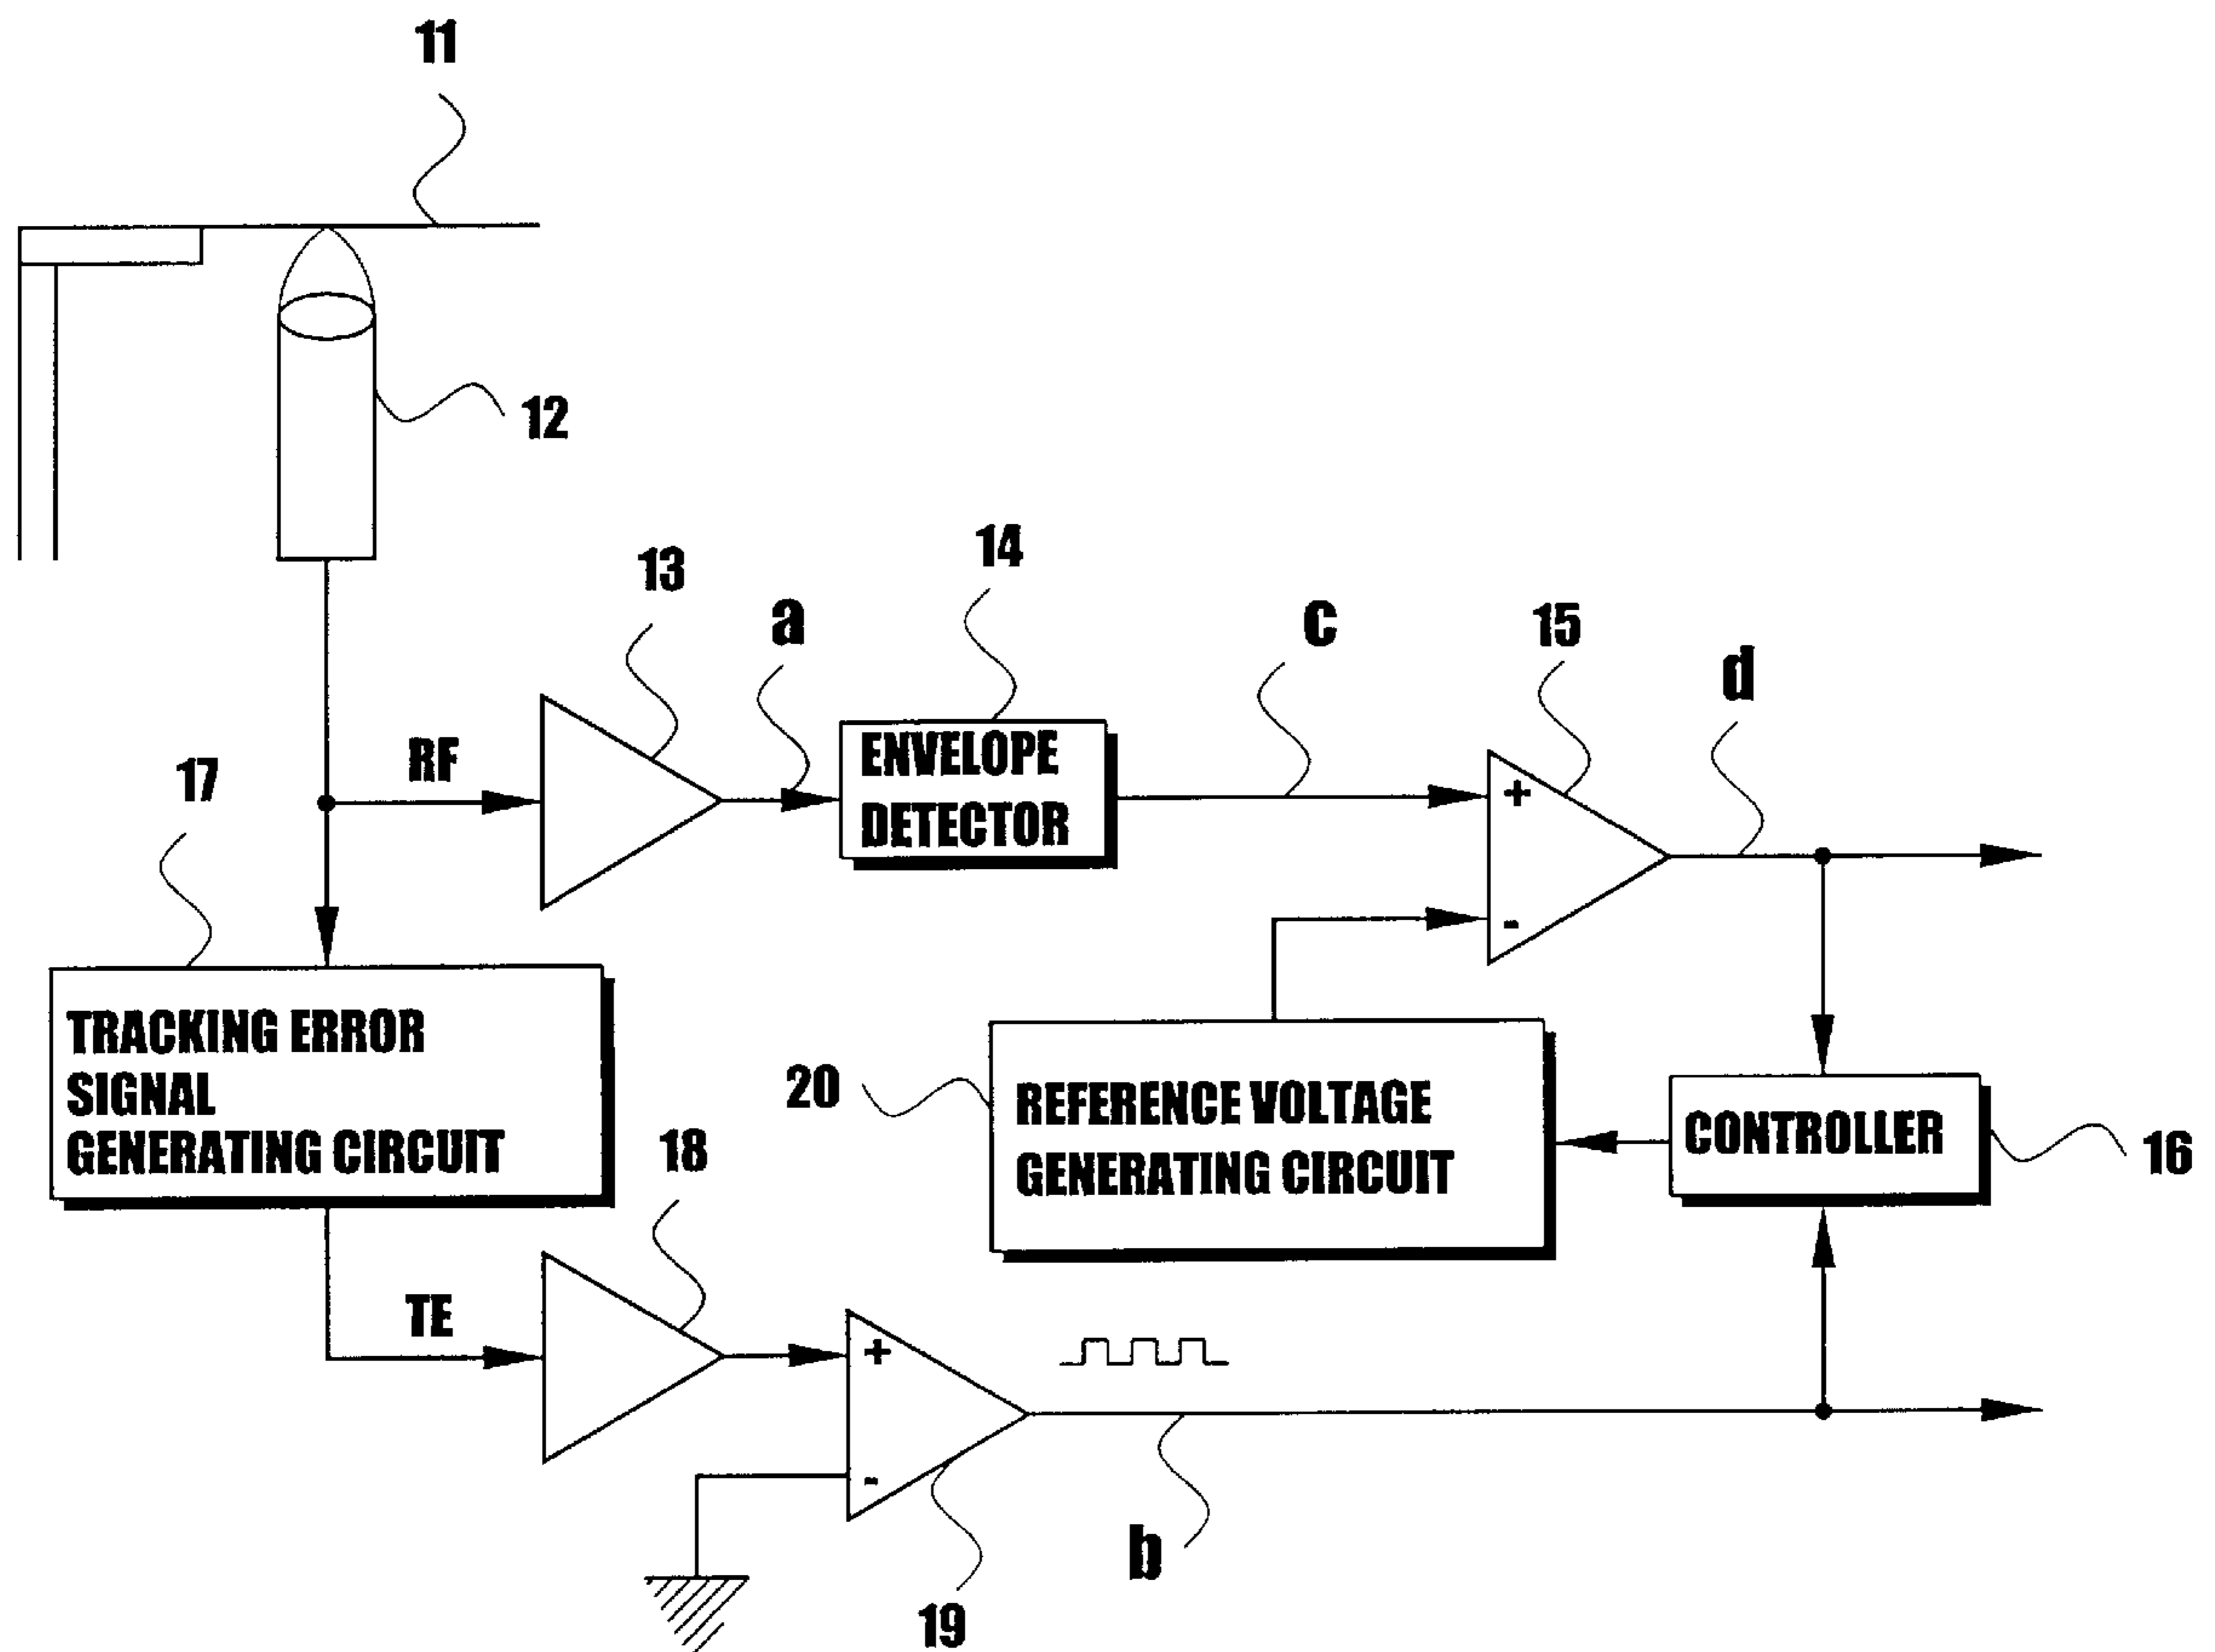 11
12
13
a
14
C
15
d
RF
ENVELOPE
DETECTOR
+
-
17
TRACKING ERROR
SIGNAL
GENERATING CIRCUIT
20
REFERENCE VOLTAGE
GENERATING CIRCUIT
CONTROLLER
16
18
TE
+
-
b
19